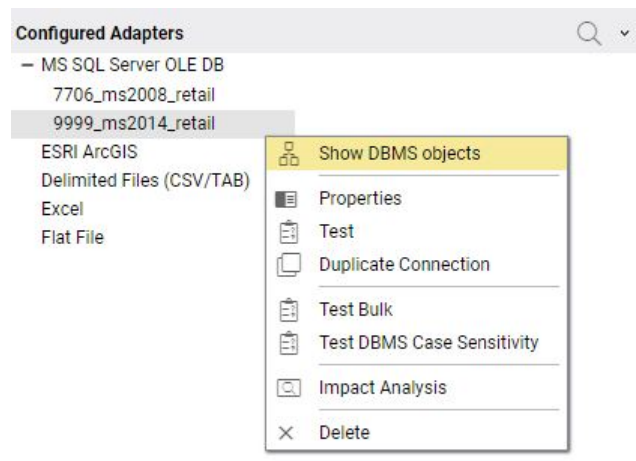 Configured Adapters
– MS SQL Server OLE DB
7706_ms2008_retail
9999_ms2014_retail
ESRI ArcGIS
Delimited Files (CSV/TAB)
Excel
Flat File
Show DBMS objects
Properties
Test
Duplicate Connection
Test Bulk
Test DBMS Case Sensitivity
Impact Analysis
Delete